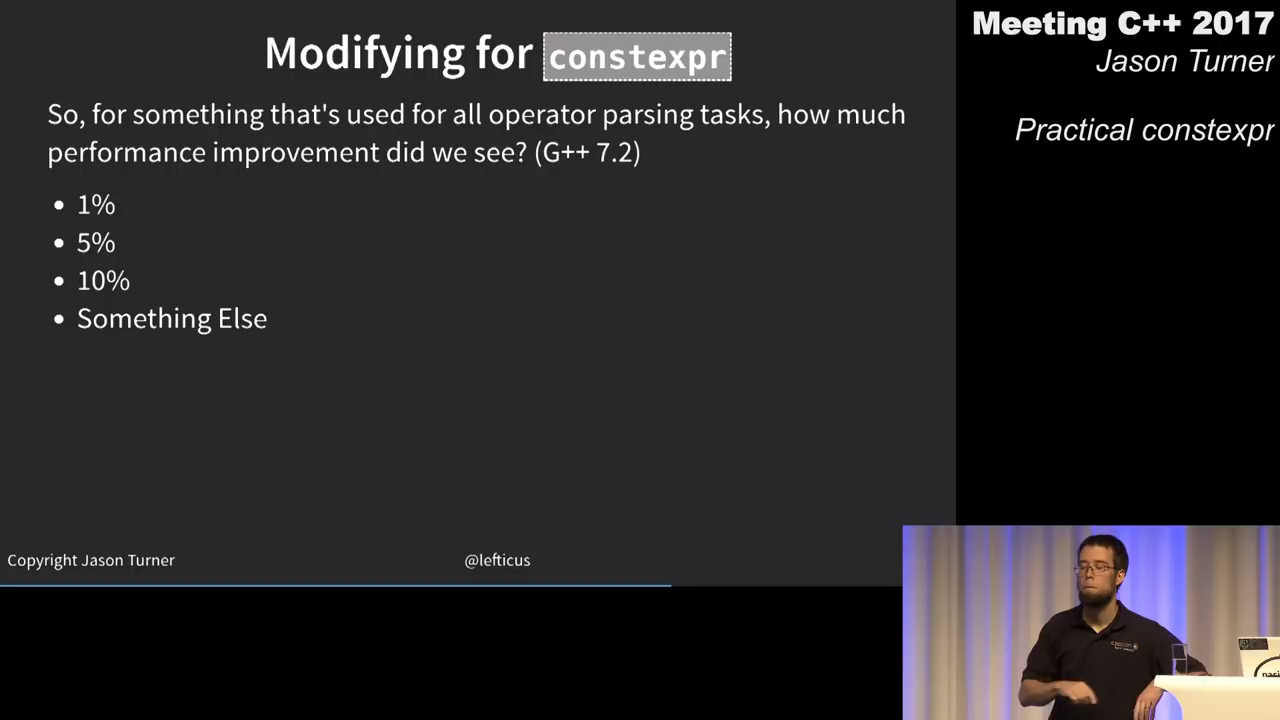 Modifying for constexpr
So, for something that's used for all operator parsing tasks, how much
performance improvement did we see? (G++ 7.2)
• 1%
• 5%
• 10%
• Something Else
Copyright Jason Turner
@lefticus
Meeting C++ 2017
Jason Turner
Practical constexpr